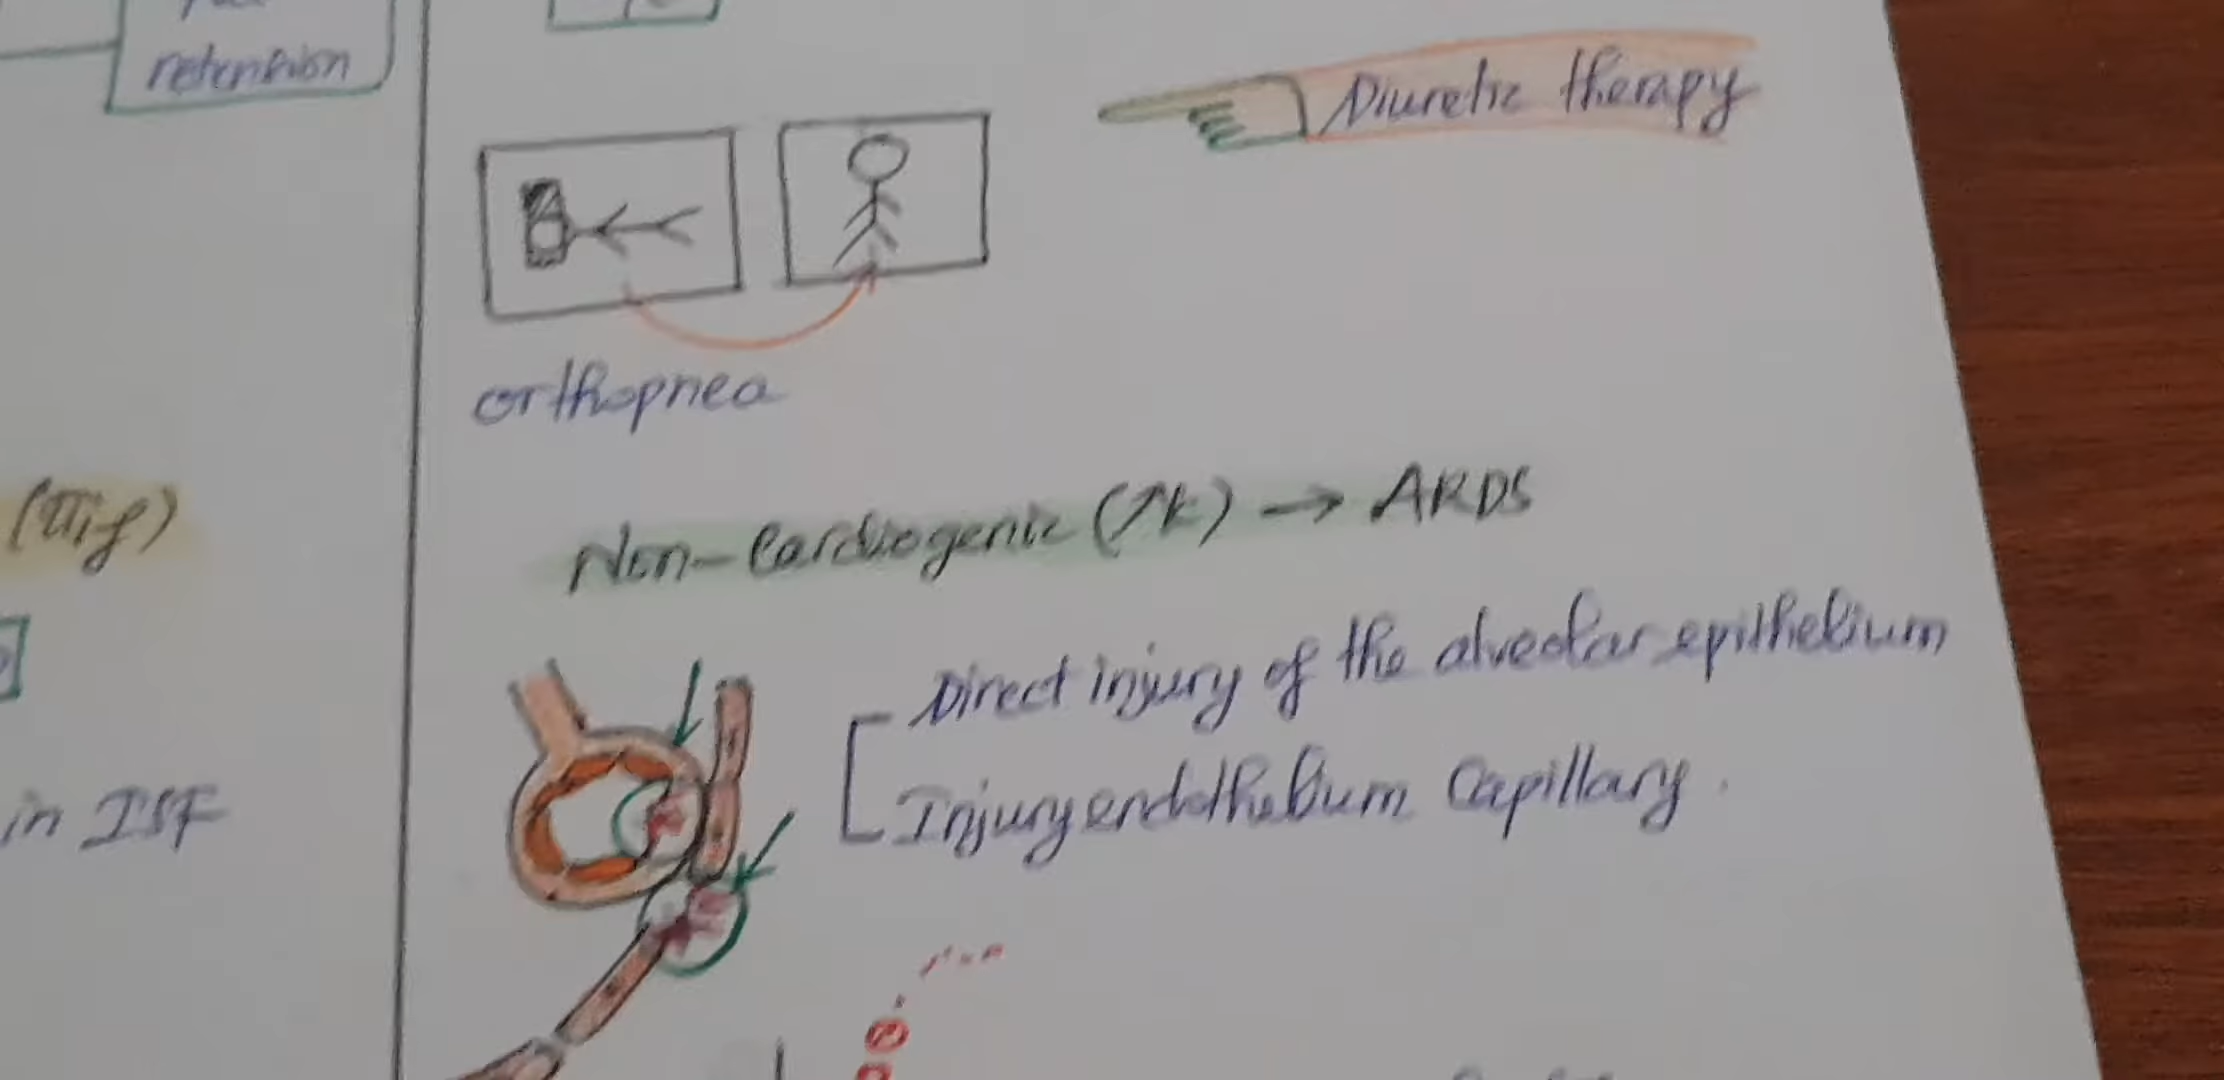 retention
Diuretic therapy
orthopnea
(πif)
Non-Cardiogenic (↑k) → ARDS
Direct injury of the alveolar epithelium
Injury endothelium Capillary.
in ISF